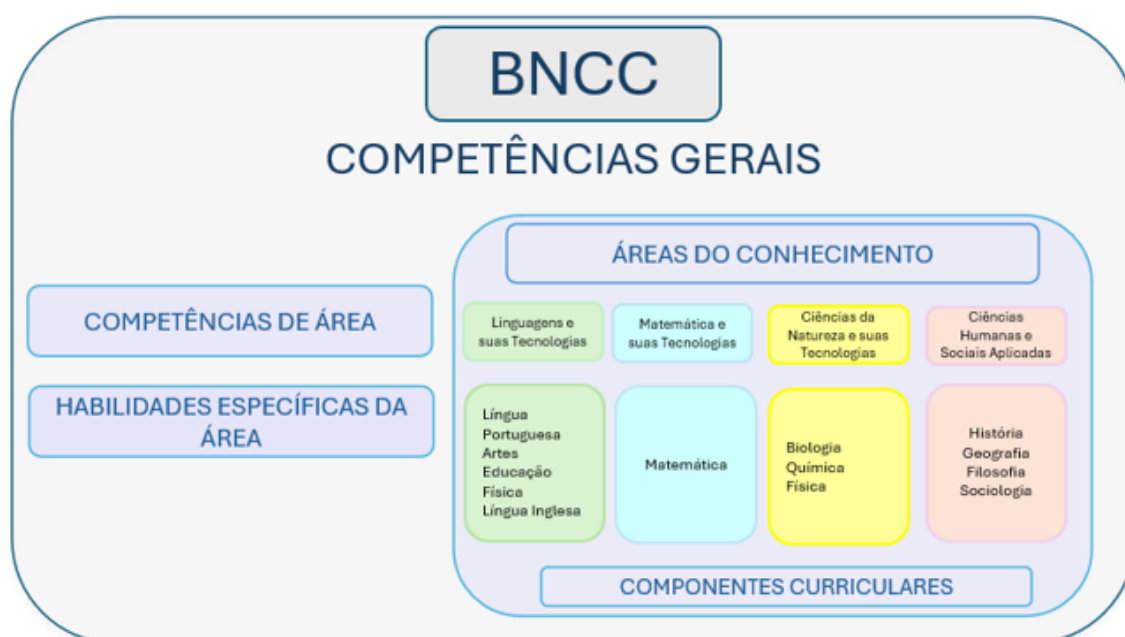 BNCC
COMPETÊNCIAS GERAIS
COMPETÊNCIAS DE ÁREA
HABILIDADES ESPECÍFICAS DA
ÁREA
ÁREAS DO CONHECIMENTO
Linguagens e
suas Tecnologias
Matemática e
suas Tecnologias
Ciências da
Natureza e suas
Tecnologias
Ciências
Humanas e
Sociais Aplicadas
Língua
Portuguesa
Artes
Educação
Física
Língua Inglesa
Matemática
Biologia
Química
Física
História
Geografia
Filosofia
Sociologia
COMPONENTES CURRICULARES